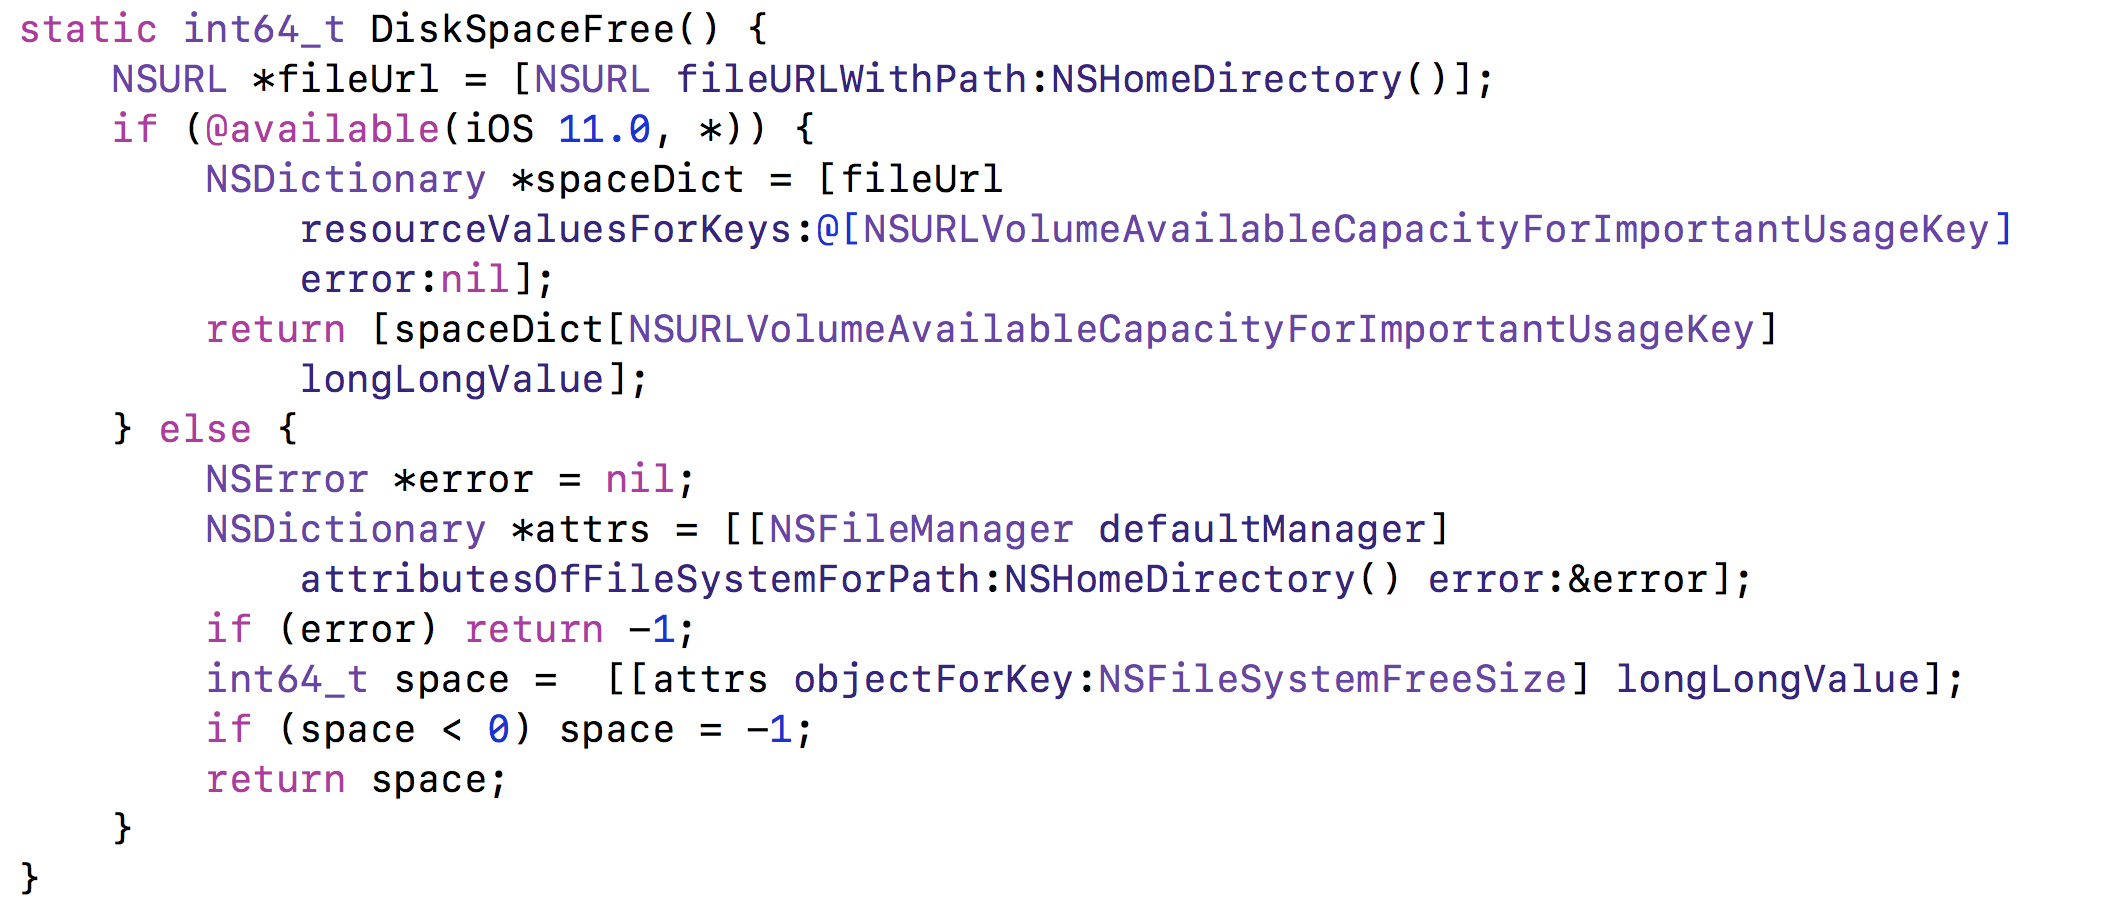 static int64_t DiskSpaceFree() {
    NSURL *fileUrl = [NSURL fileURLWithPath:NSHomeDirectory()];
    if (@available(iOS 11.0, *)) {
        NSDictionary *spaceDict = [fileUrl
            resourceValuesForKeys:@[NSURLVolumeAvailableCapacityForImportantUsageKey]
            error:nil];
        return [spaceDict[NSURLVolumeAvailableCapacityForImportantUsageKey]
            longLongValue];
    } else {
        NSError *error = nil;
        NSDictionary *attrs = [[NSFileManager defaultManager]
            attributesOfFileSystemForPath:NSHomeDirectory() error:&error];
        if (error) return -1;
        int64_t space =  [[attrs objectForKey:NSFileSystemFreeSize] longLongValue];
        if (space < 0) space = -1;
        return space;
    }
}